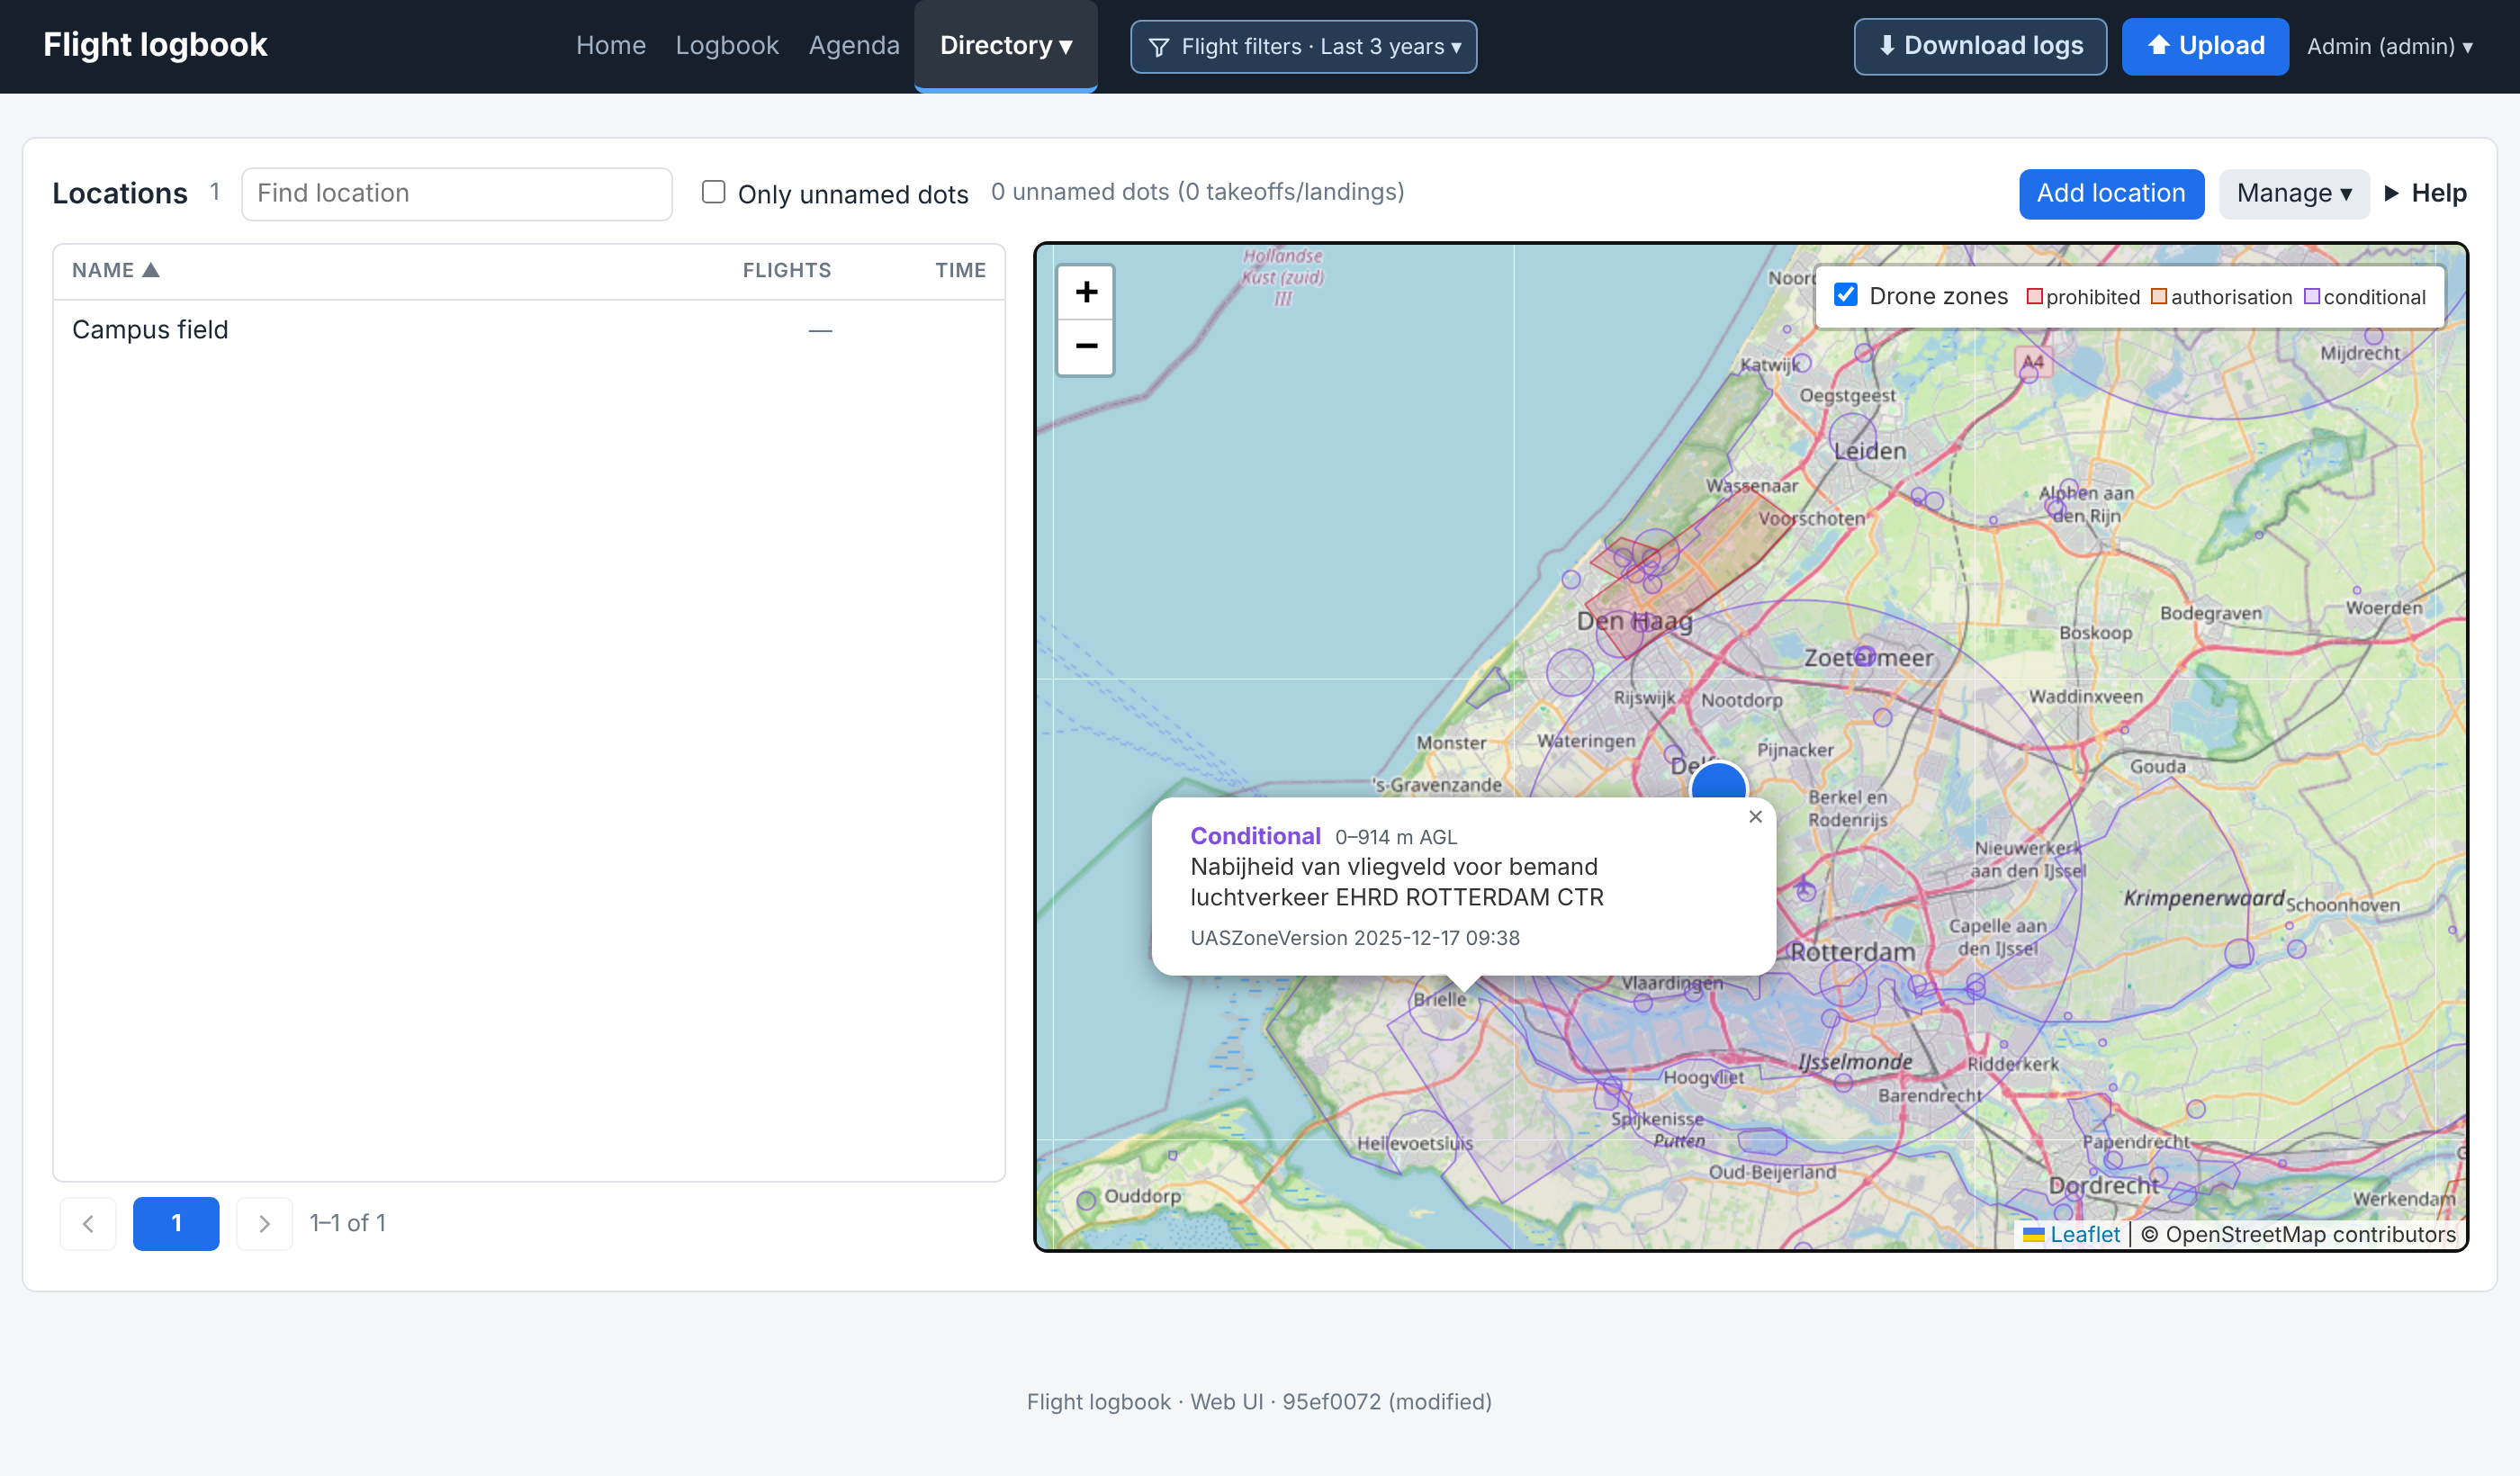 Flight logbook
Home
Logbook
Agenda
Directory ▾
Flight filters · Last 3 years ▾
⬇ Download logs
⬆ Upload
Admin (admin) ▾
Locations 1
Find location
Only unnamed dots
0 unnamed dots (0 takeoffs/landings)
Add location
Manage ▾
▶ Help
NAME ▲
FLIGHTS
TIME
Campus field
—
1
1–1 of 1
+
−
Drone zones
prohibited
authorisation
conditional
Hollandse
Kust (zuid)
III
Katwijk
A4
Mijdrecht
Oegstgeest
Leiden
Wassenaar
Voorschoten
Alphen aan
den Rijn
Den Haag
Bodegraven
Woerden
Boskoop
Zoetermeer
Rijswijk
Nootdorp
Waddinxveen
Monster
Wateringen
Pijnacker
Gouda
's-Gravenzande
Berkel en
Rodenrijs
×
Conditional 0–914 m AGL
Nabijheid van vliegveld voor bemand
luchtverkeer EHRD ROTTERDAM CTR
UASZoneVersion 2025-12-17 09:38
Nieuwerkerk
aan den IJssel
Krimpenerwaard
Schoonhoven
Capelle aan
den IJssel
Rotterdam
Vlaardingen
Brielle
IJsselmonde
Ridderkerk
Hoogvliet
Barendrecht
Spijkenisse
Putten
Hellevoetsluis
Papendrecht
Oud-Beijerland
Dordrecht
Ouddorp
Werkendam
Leaflet | © OpenStreetMap contributors
Flight logbook · Web UI · 95ef0072 (modified)